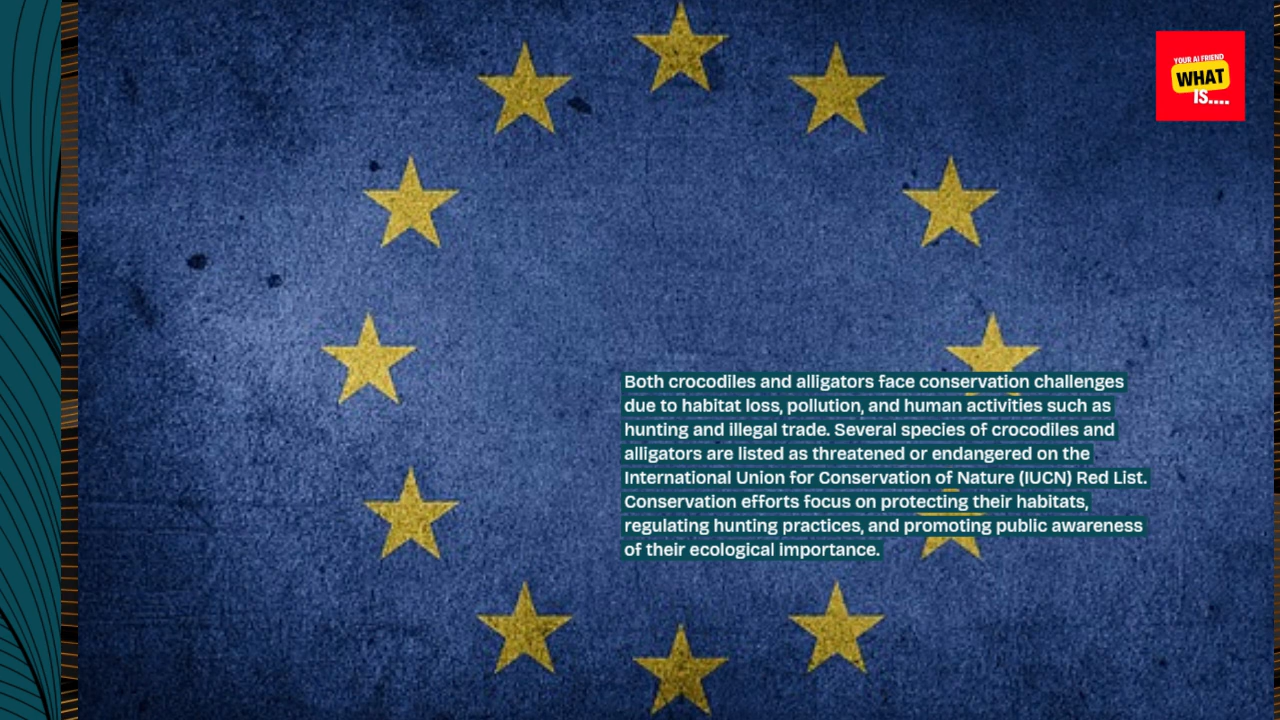 YOUR AI FRIEND
WHAT
IS....
Both crocodiles and alligators face conservation challenges
due to habitat loss, pollution, and human activities such as
hunting and illegal trade. Several species of crocodiles and
alligators are listed as threatened or endangered on the
International Union for Conservation of Nature (IUCN) Red List.
Conservation efforts focus on protecting their habitats,
regulating hunting practices, and promoting public awareness
of their ecological importance.